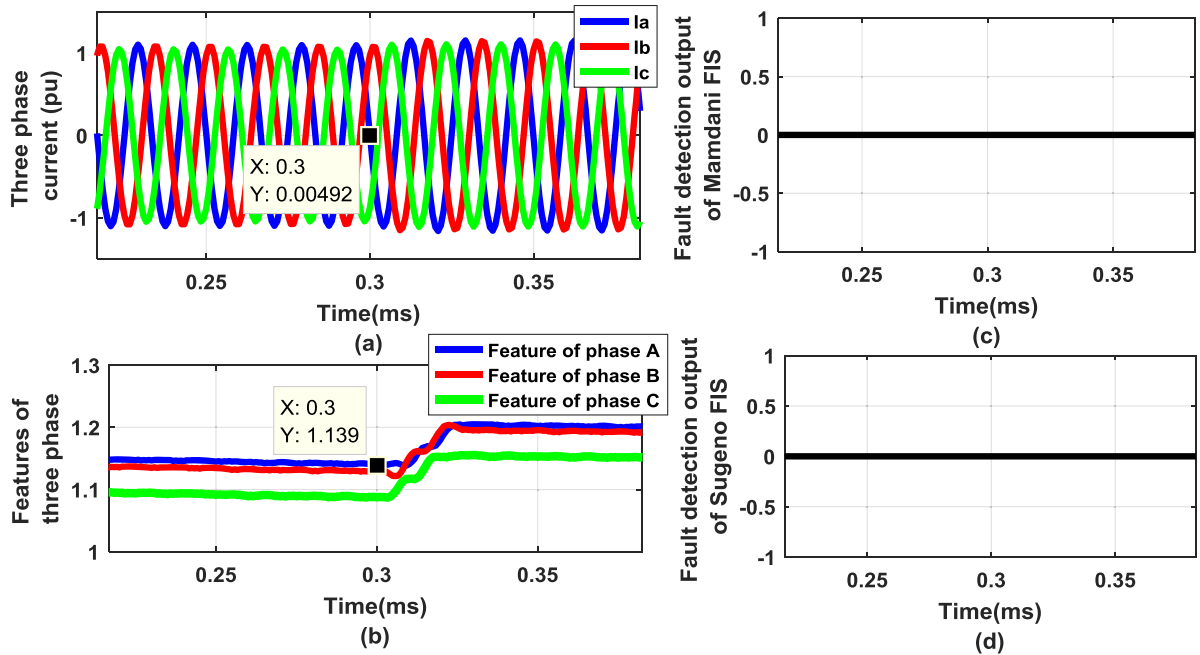 Three phase
current (pu)
1
0
-1
Ia
Ib
Ic
X: 0.3
Y: 0.00492
0.25
0.3
0.35
Time(ms)
(a)
Fault detection output
of Mamdani FIS
1
0.5
0
-0.5
-1
0.25
0.3
0.35
Time(ms)
(c)
Features of
three phase
1.3
1.2
1.1
1
Feature of phase A
Feature of phase B
Feature of phase C
X: 0.3
Y: 1.139
0.25
0.3
0.35
Time(ms)
(b)
Fault detection output
of Sugeno FIS
1
0.5
0
-0.5
-1
0.25
0.3
0.35
Time(ms)
(d)